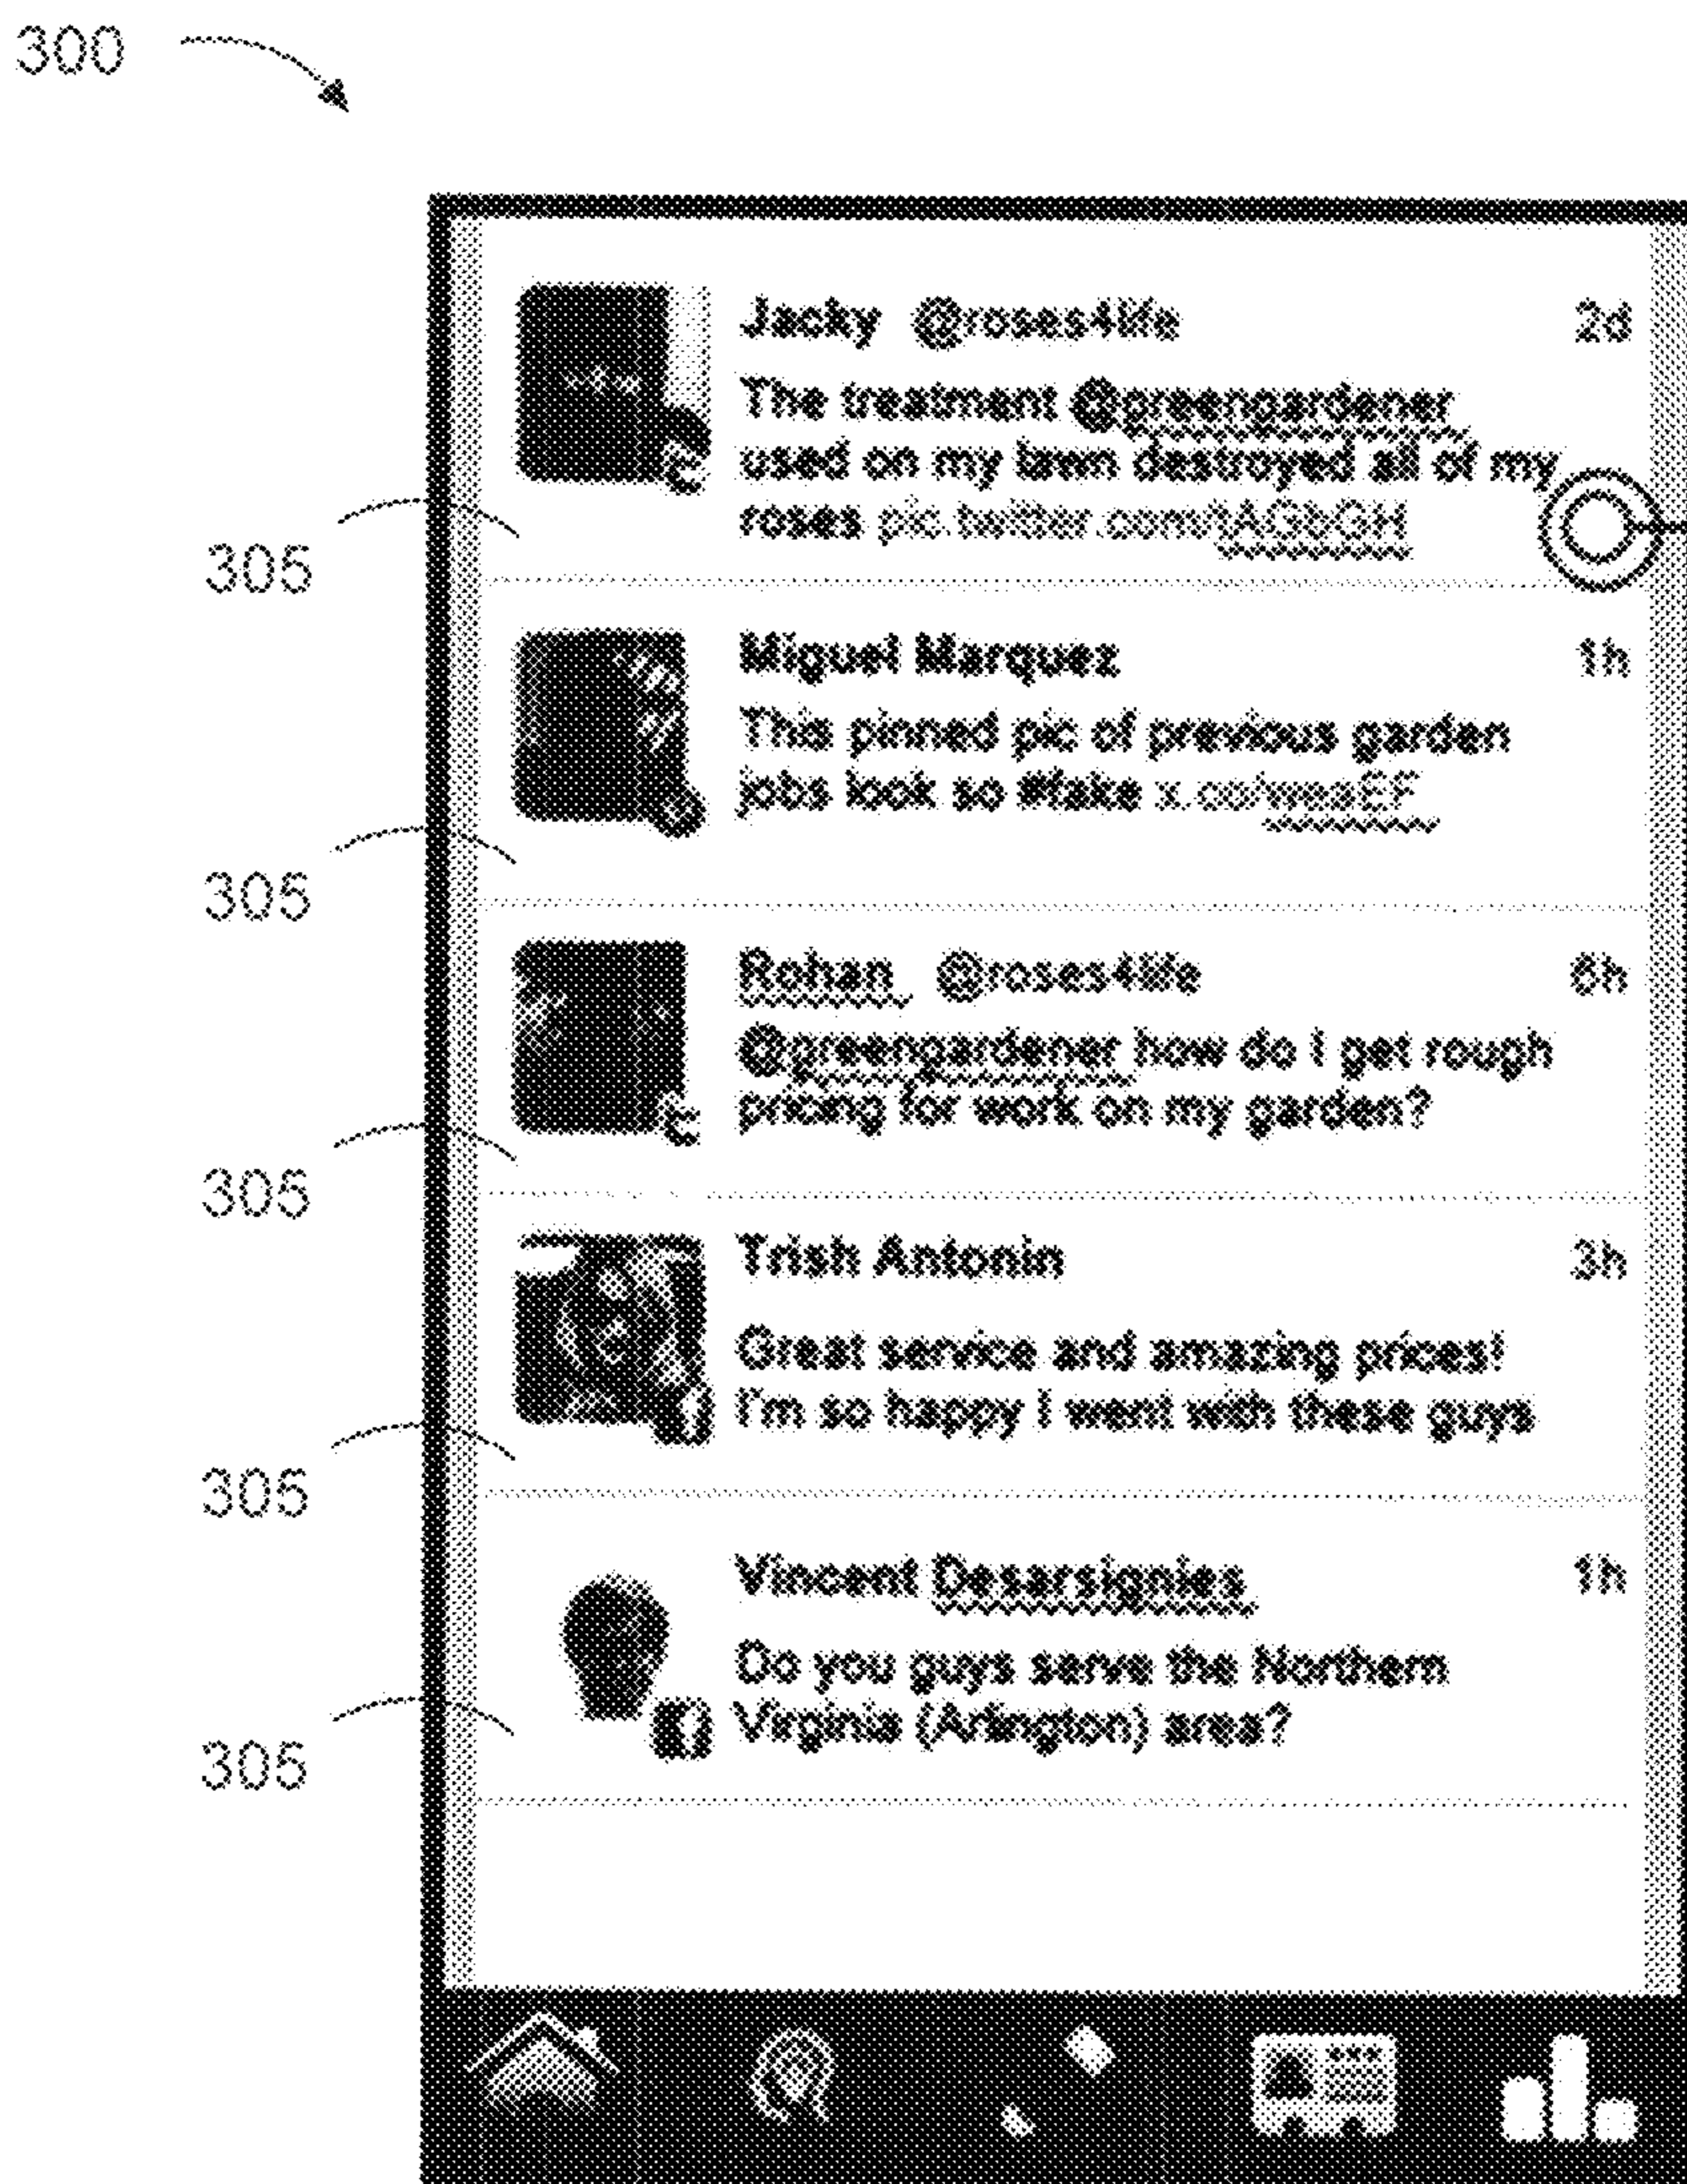 300
Jacky @roses4life 2d
The treatment @greengardener
used on my lawn destroyed all of my
roses pic.twitter.com/tAGbGH
305
Miguel Marquez 1h
This pinned pic of previous garden
jobs look so #fake x.co/
305
Rohan @roses4life 6h
@greengardener how do I get rough
pricing for work on my garden?
305
Trish Antonin 3h
Great service and amazing prices!
I'm so happy I went with these guys
305
Vincent Desarsignies 1h
Do you guys serve the Northern
Virginia (Arlington) area?
305